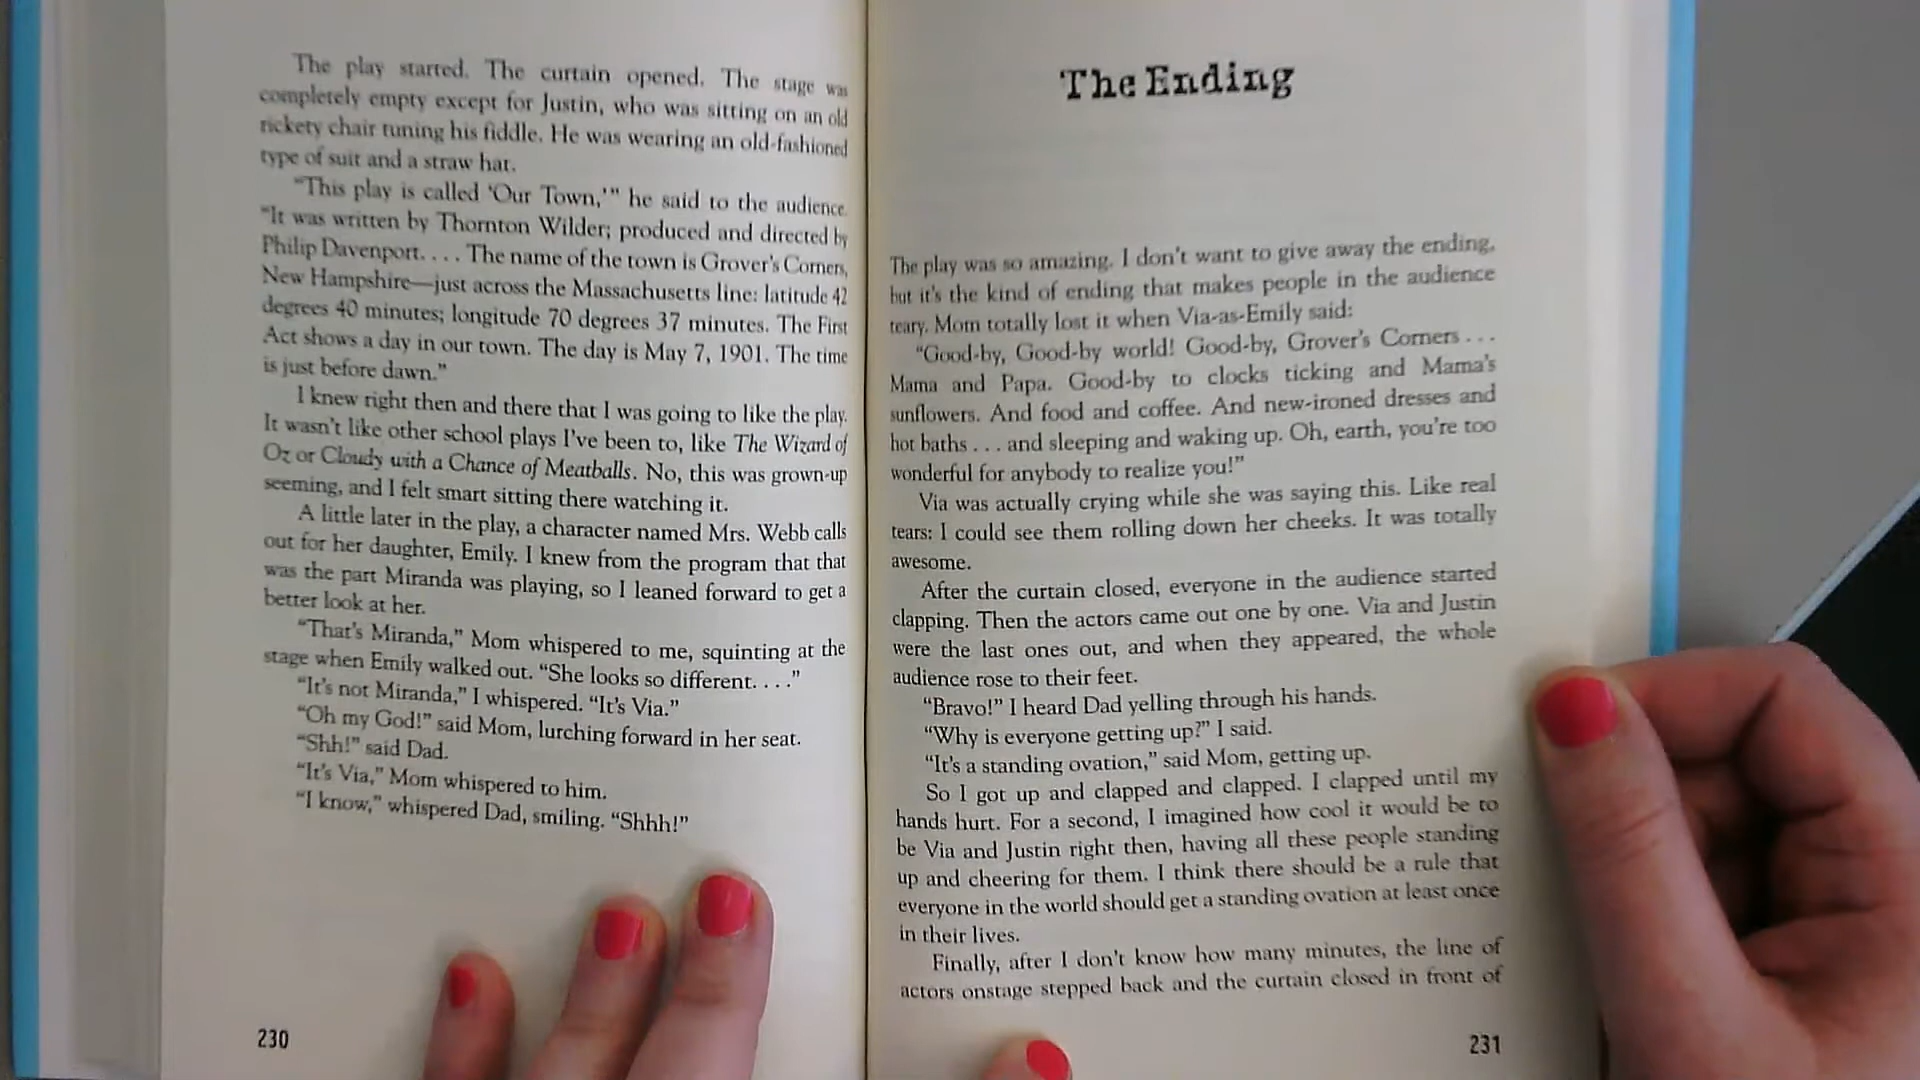 The play started. The curtain opened. The stage was
completely empty except for Justin, who was sitting on an old
rickety chair tuning his fiddle. He was wearing an old-fashioned
type of suit and a straw hat.
“This play is called ‘Our Town,’” he said to the audience.
“It was written by Thornton Wilder; produced and directed by
Philip Davenport. . . . The name of the town is Grover’s Corners,
New Hampshire—just across the Massachusetts line: latitude 42
degrees 40 minutes; longitude 70 degrees 37 minutes. The First
Act shows a day in our town. The day is May 7, 1901. The time
is just before dawn.”
I knew right then and there that I was going to like the play.
It wasn’t like other school plays I’ve been to, like The Wizard of
Oz or Cloudy with a Chance of Meatballs. No, this was grown-up
seeming, and I felt smart sitting there watching it.
A little later in the play, a character named Mrs. Webb calls
out for her daughter, Emily. I knew from the program that that
was the part Miranda was playing, so I leaned forward to get a
better look at her.
“That’s Miranda,” Mom whispered to me, squinting at the
stage when Emily walked out. “She looks so different. . . .”
“It’s not Miranda,” I whispered. “It’s Via.”
“Oh my God!” said Mom, lurching forward in her seat.
“Shh!” said Dad.
“It’s Via,” Mom whispered to him.
“I know,” whispered Dad, smiling. “Shhh!”
230
The Ending
The play was so amazing. I don’t want to give away the ending,
but it’s the kind of ending that makes people in the audience
teary. Mom totally lost it when Via-as-Emily said:
“Good-by, Good-by world! Good-by, Grover’s Corners . . .
Mama and Papa. Good-by to clocks ticking and Mama’s
sunflowers. And food and coffee. And new-ironed dresses and
hot baths . . . and sleeping and waking up. Oh, earth, you’re too
wonderful for anybody to realize you!”
Via was actually crying while she was saying this. Like real
tears: I could see them rolling down her cheeks. It was totally
awesome.
After the curtain closed, everyone in the audience started
clapping. Then the actors came out one by one. Via and Justin
were the last ones out, and when they appeared, the whole
audience rose to their feet.
“Bravo!” I heard Dad yelling through his hands.
“Why is everyone getting up?” I said.
“It’s a standing ovation,” said Mom, getting up.
So I got up and clapped and clapped. I clapped until my
hands hurt. For a second, I imagined how cool it would be to
be Via and Justin right then, having all these people standing
up and cheering for them. I think there should be a rule that
everyone in the world should get a standing ovation at least once
in their lives.
Finally, after I don’t know how many minutes, the line of
actors onstage stepped back and the curtain closed in front of
231